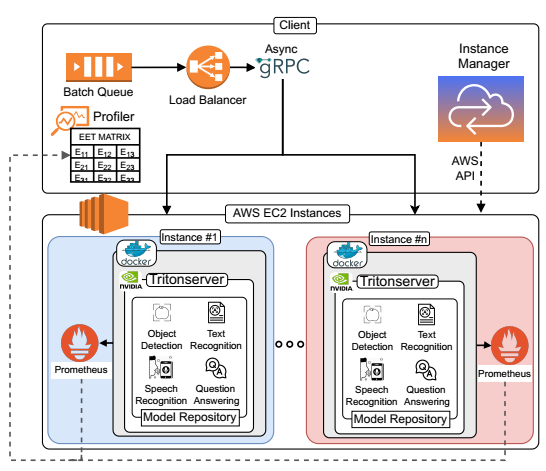 Client
Async
gRPC
Instance
Manager
Batch Queue
Load Balancer
Profiler
EET MATRIX
E11 E12 E13
E21 E22 E23
E31 E32 E33
AWS
API
AWS EC2 Instances
Instance #1
docker
NVIDIA
Tritonserver
Object
Detection
Text
Recognition
Speech
Recognition
Question
Answering
Model Repository
Prometheus
Instance #n
docker
NVIDIA
Tritonserver
Object
Detection
Text
Recognition
Speech
Recognition
Question
Answering
Model Repository
Prometheus